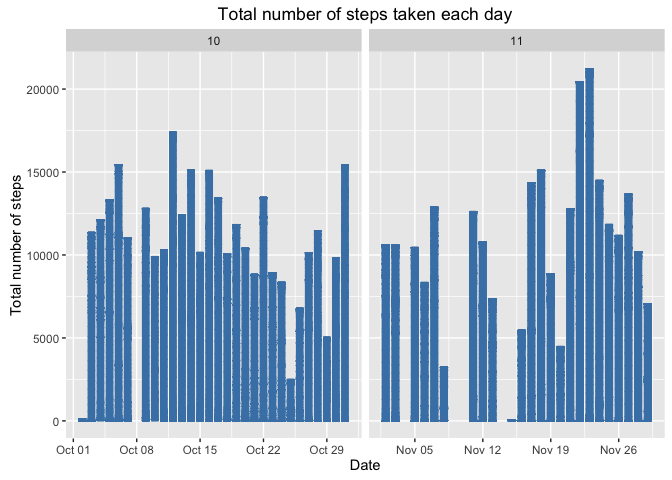 Total number of steps taken each day
10 11
Total number of steps
20000
15000
10000
5000
0
Oct 01 Oct 08 Oct 15 Oct 22 Oct 29 Nov 05 Nov 12 Nov 19 Nov 26
Date